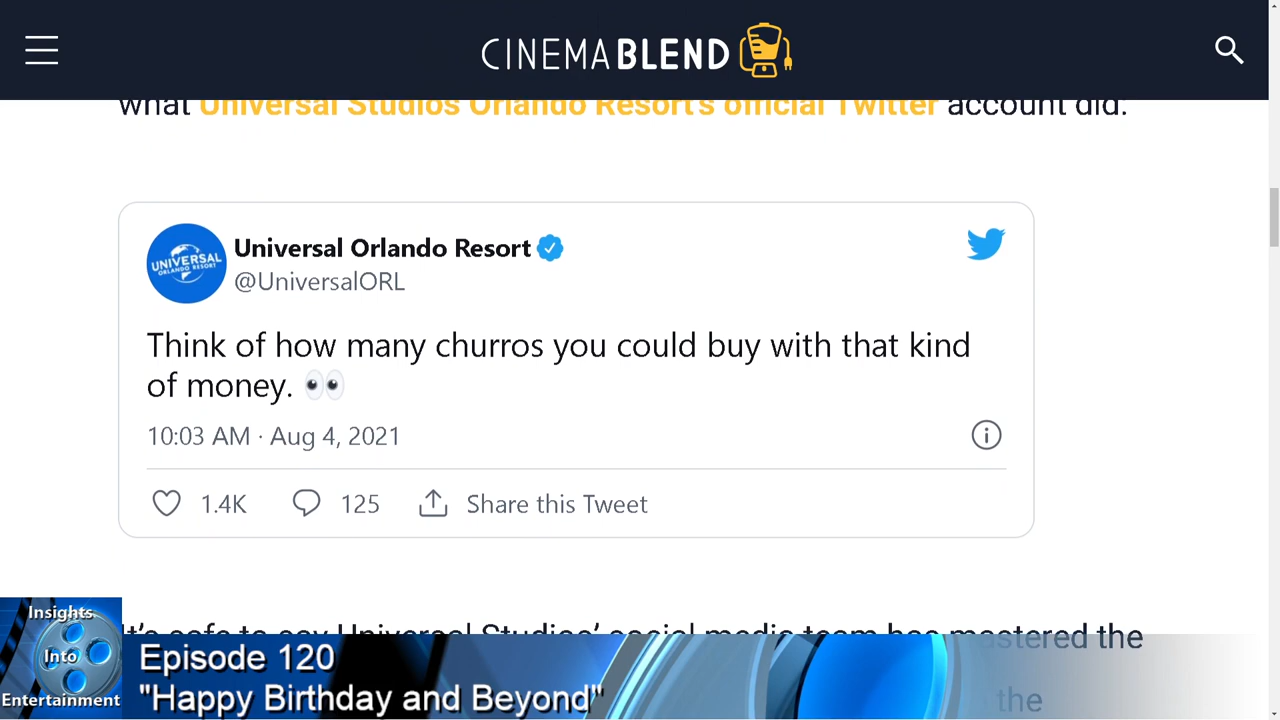 CINEMABLEND
what Universal Studios Orlando Resort's official Twitter account did:
UNIVERSAL
ORLANDO RESORT
Universal Orlando Resort
@UniversalORL
Think of how many churros you could buy with that kind
of money. 👀
10:03 AM · Aug 4, 2021
1.4K 125 Share this Tweet
It's safe to say Universal Studios' social media team has mastered the
the
Insights
Into
Entertainment
Episode 120
"Happy Birthday and Beyond"